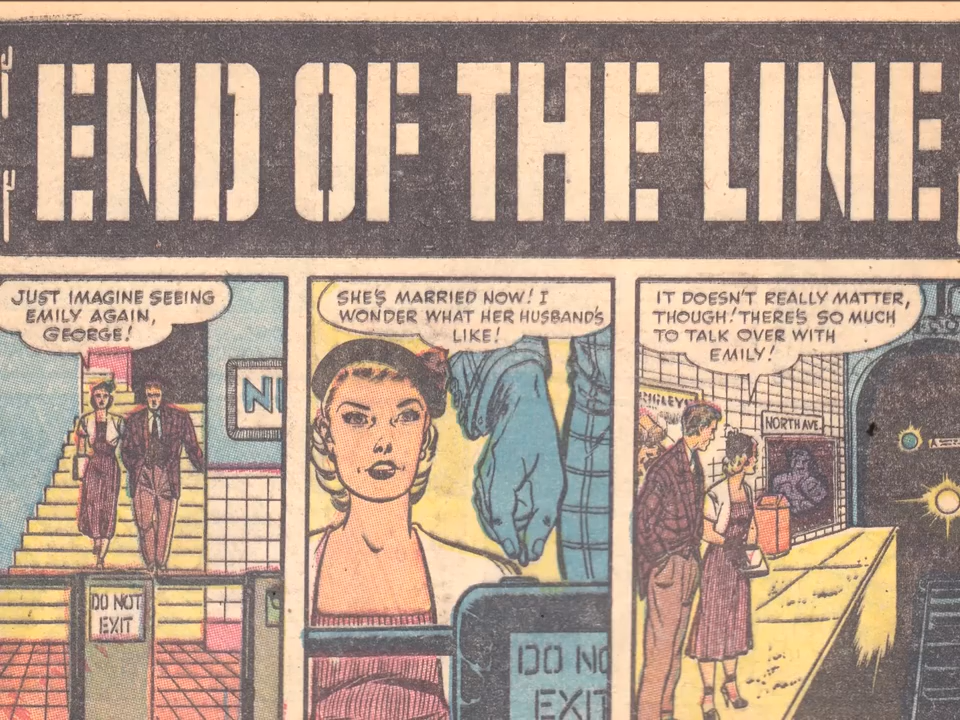 END OF THE LINE
JUST IMAGINE SEEING
EMILY AGAIN,
GEORGE!
DO NOT
EXIT
SHE'S MARRIED NOW! I
WONDER WHAT HER HUSBAND'S
LIKE!
DO NO
EXIT
IT DOESN'T REALLY MATTER,
THOUGH! THERE'S SO MUCH
TO TALK OVER WITH
EMILY!
NORTH AVE.